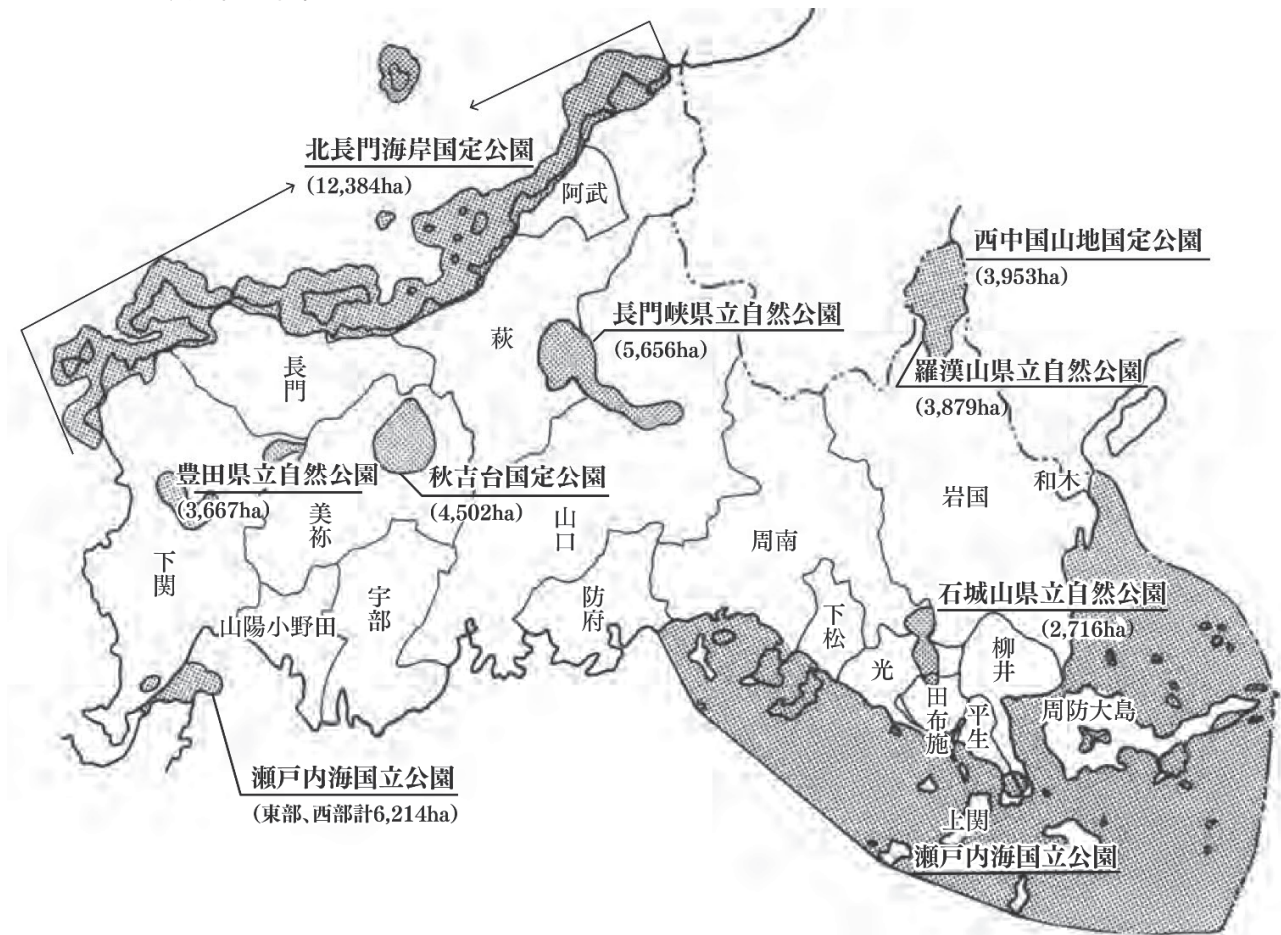 北長門海岸国定公園
(12,384ha)
阿武
西中国山地国定公園
(3,953ha)
長門峡県立自然公園
(5,656ha)
萩
羅漢山県立自然公園
(3,879ha)
長門
豊田県立自然公園
(3,667ha)
秋吉台国定公園
(4,502ha)
和木
岩国
美祢
山口
周南
下関
石城山県立自然公園
(2,716ha)
宇部
防府
下松
山陽小野田
柳井
光
田布施
平生
周防大島
瀬戸内海国立公園
(東部、西部計6,214ha)
上関
瀬戸内海国立公園